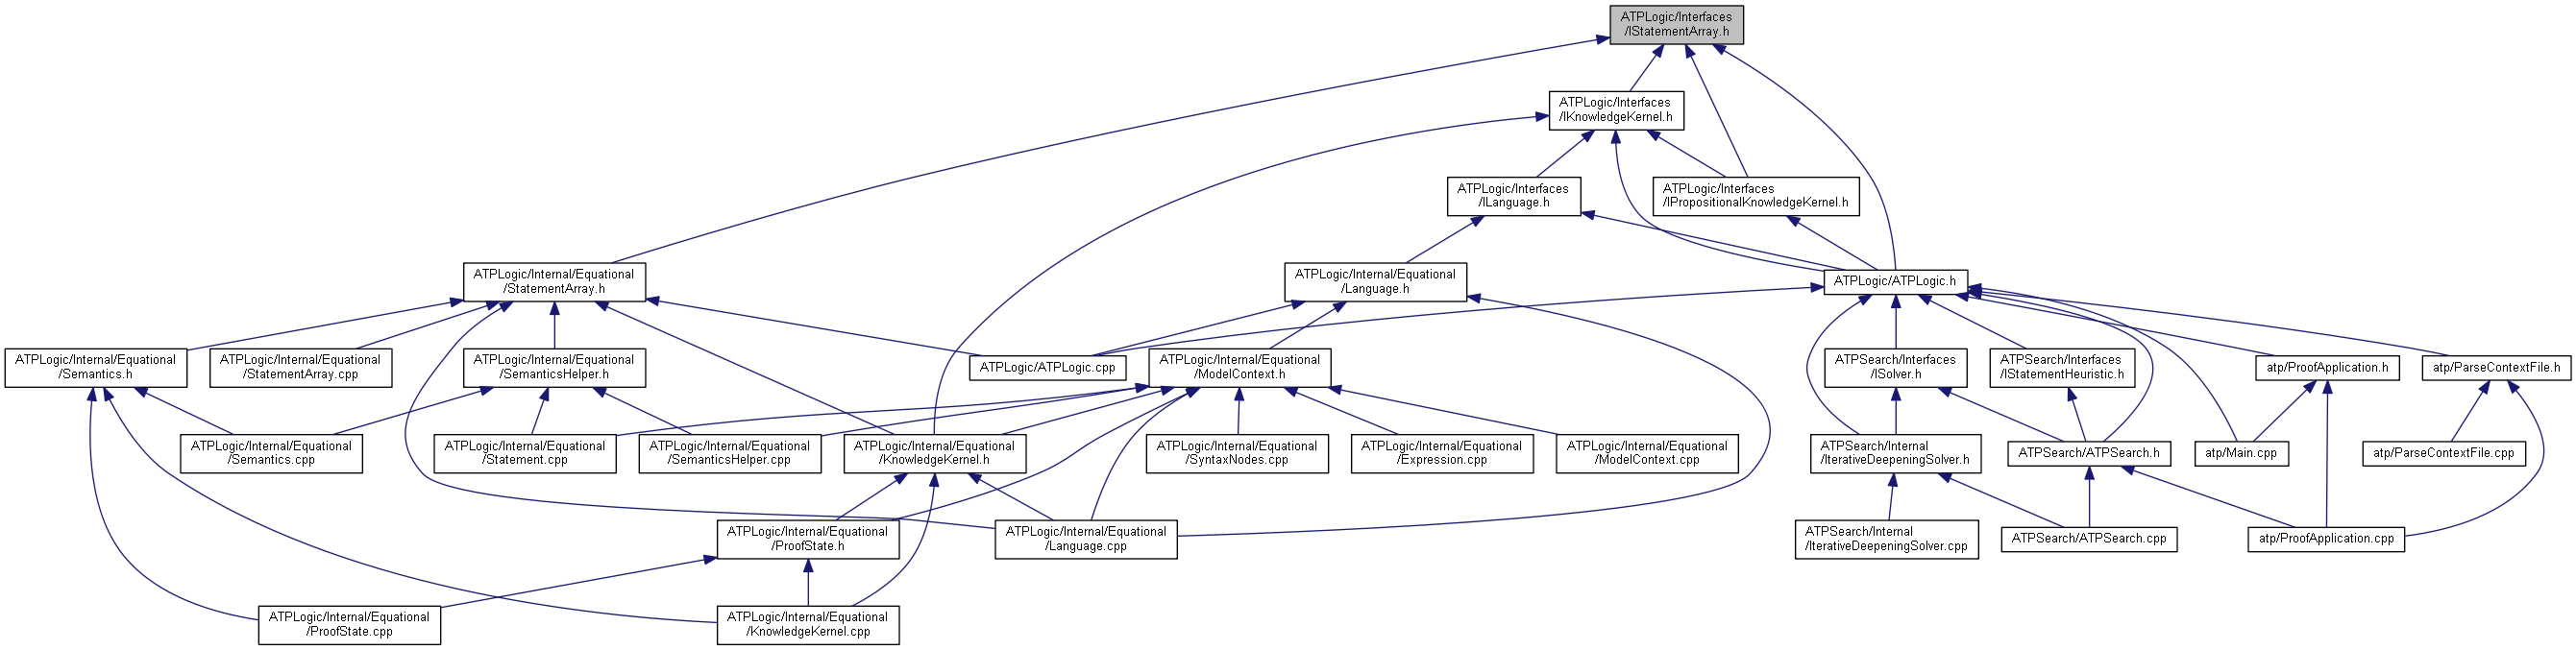 ATPLogic/Interfaces
/IStatementArray.h
ATPLogic/Interfaces
/IKnowledgeKernel.h
ATPLogic/Interfaces
/ILanguage.h
ATPLogic/Interfaces
/IPropositionalKnowledgeKernel.h
ATPLogic/Internal/Equational
/StatementArray.h
ATPLogic/Internal/Equational
/Language.h
ATPLogic/ATPLogic.h
ATPLogic/Internal/Equational
/Semantics.h
ATPLogic/Internal/Equational
/StatementArray.cpp
ATPLogic/Internal/Equational
/SemanticsHelper.h
ATPLogic/ATPLogic.cpp
ATPLogic/Internal/Equational
/ModelContext.h
ATPSearch/Interfaces
/ISolver.h
ATPSearch/Interfaces
/IStatementHeuristic.h
atp/ProofApplication.h
atp/ParseContextFile.h
ATPLogic/Internal/Equational
/Semantics.cpp
ATPLogic/Internal/Equational
/Statement.cpp
ATPLogic/Internal/Equational
/SemanticsHelper.cpp
ATPLogic/Internal/Equational
/KnowledgeKernel.h
ATPLogic/Internal/Equational
/SyntaxNodes.cpp
ATPLogic/Internal/Equational
/Expression.cpp
ATPLogic/Internal/Equational
/ModelContext.cpp
ATPSearch/Internal
/IterativeDeepeningSolver.h
ATPSearch/ATPSearch.h
atp/Main.cpp
atp/ParseContextFile.cpp
ATPLogic/Internal/Equational
/ProofState.h
ATPLogic/Internal/Equational
/Language.cpp
ATPSearch/Internal
/IterativeDeepeningSolver.cpp
ATPSearch/ATPSearch.cpp
atp/ProofApplication.cpp
ATPLogic/Internal/Equational
/ProofState.cpp
ATPLogic/Internal/Equational
/KnowledgeKernel.cpp